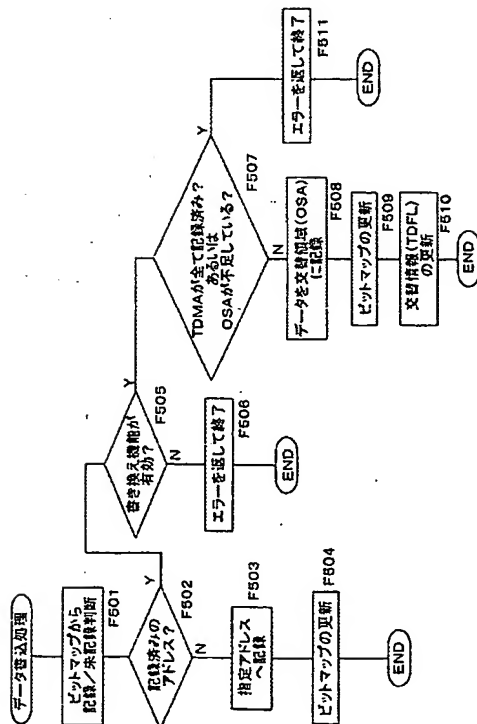 データ書込処理
ビットマップから
記録/未記録判断
F501
記録済みの
アドレス?
F502
Y
N
指定アドレス
へ記録
F503
ビットマップの更新
F504
END
書き換え機能が
有効?
F505
Y
N
エラーを返して終了
F506
END
TDMAが全て記録済み?
あるいは
OSAが不足している?
F507
Y
N
データを交替領域(OSA)
に記録
F508
ビットマップの更新
F509
交替情報(TDFL)
の更新
F510
END
エラーを返して終了
F511
END